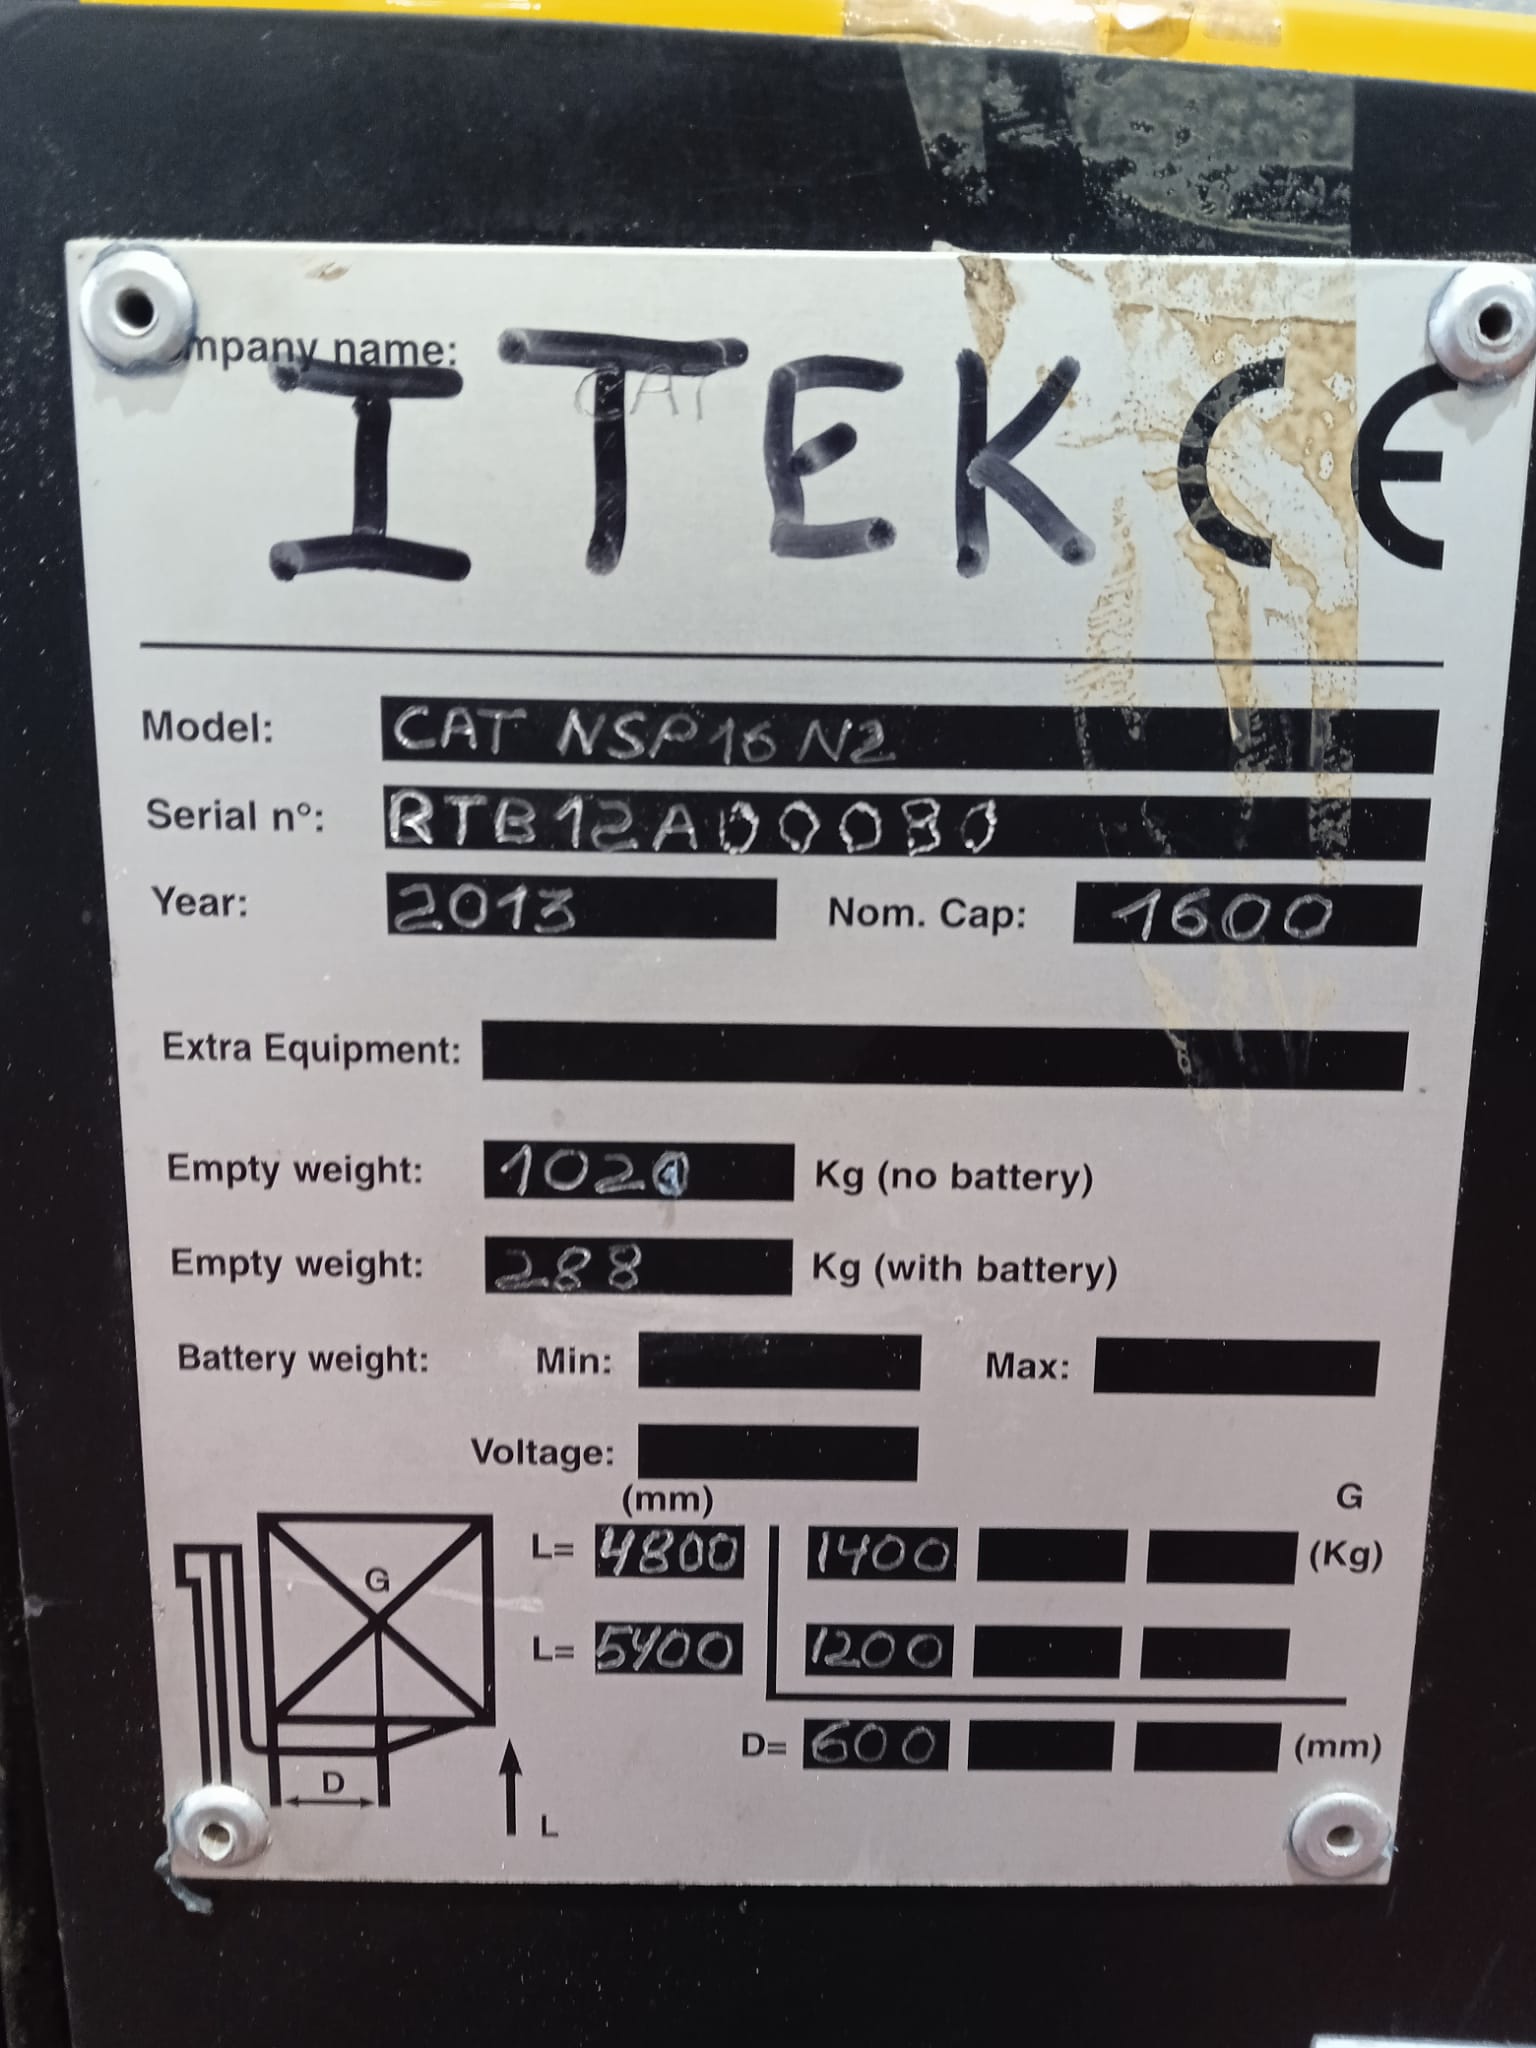 mpany name:
CAT
ITEK CE
Model: CAT NSP16N2
Serial n°: RTB12A00080
Year: 2013 Nom. Cap: 1600
Extra Equipment:
Empty weight: 1020 Kg (no battery)
Empty weight: 288 Kg (with battery)
Battery weight: Min: Max:
Voltage:
(mm) G
L= 4800 1400 (Kg)
G
L= 5400 1200
D= 600 (mm)
D
L